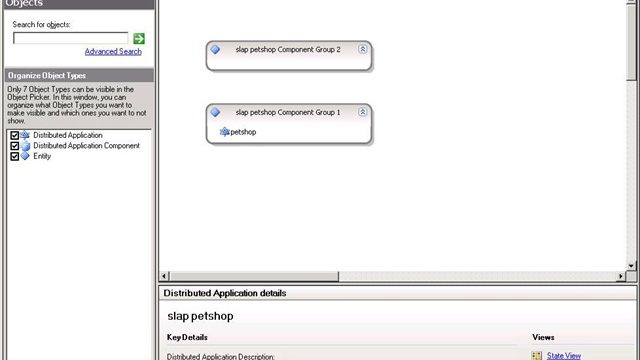 Objects
Search for objects:
Advanced Search
Organize Object Types
Only 7 Object Types can be visible in the
Object Picker. In this window, you can
organize what Object Types you want to
make visible and which ones you want to not
show.
Distributed Application
Distributed Application Component
Entity
slap petshop Component Group 2
slap petshop Component Group 1
petshop
Distributed Application details
slap petshop
Key Details
Views
Distributed Application Description:
State View